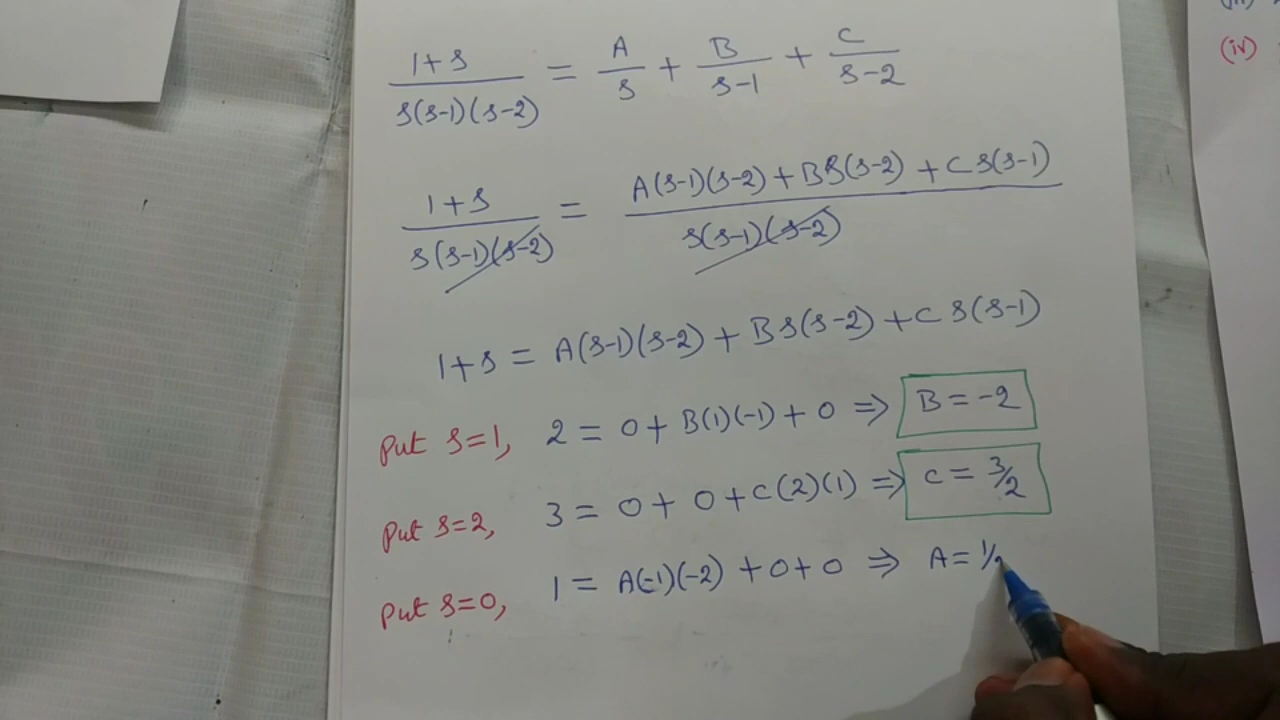 (1+s)/(s(s-1)(s-2)) = A/s + B/(s-1) + C/(s-2)
(1+s)/(s(s-1)(s-2)) = (A(s-1)(s-2) + Bs(s-2) + Cs(s-1))/(s(s-1)(s-2))
1+s = A(s-1)(s-2) + Bs(s-2) + Cs(s-1)
put s=1, 2 = 0 + B(1)(-1) + 0 ⇒ B = -2
put s=2, 3 = 0 + 0 + C(2)(1) ⇒ C = 3/2
put s=0, 1 = A(-1)(-2) + 0 + 0 ⇒ A = 1/2
(iv)